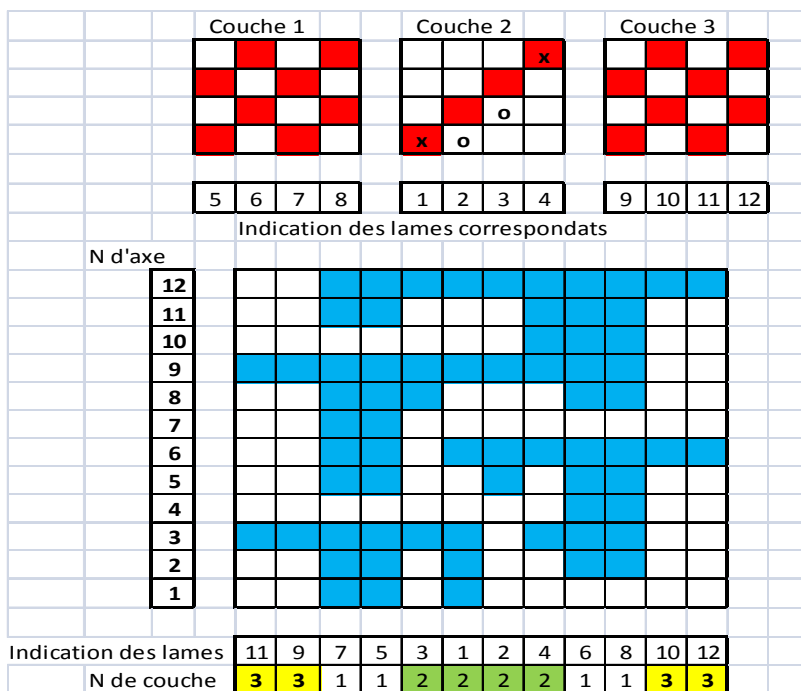 Couche 1 Couche 2 Couche 3
x
o
x o
5 6 7 8 1 2 3 4 9 10 11 12
Indication des lames correspondats
N d'axe
12
11
10
9
8
7
6
5
4
3
2
1
Indication des lames 11 9 7 5 3 1 2 4 6 8 10 12
N de couche 3 3 1 1 2 2 2 2 1 1 3 3